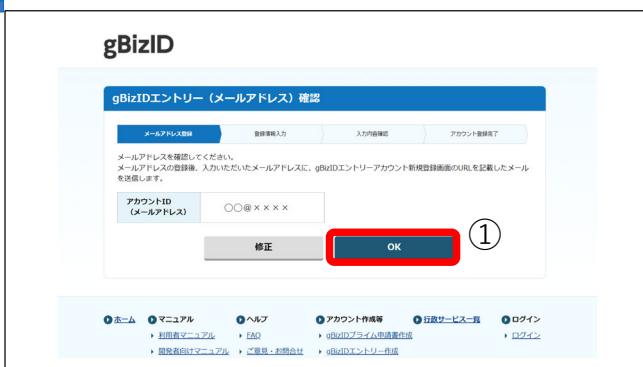 gBizID
gBizIDエントリー（メールアドレス）確認
メールアドレス登録 登録情報入力 入力内容確認 アカウント登録完了
メールアドレスを確認してください。
メールアドレスの登録後、入力いただいたメールアドレスに、gBizIDエントリーアカウント新規登録画面のURLを記載したメール
を送信します。
アカウントID
（メールアドレス）
〇〇@××××
修正 OK ①
ホーム マニュアル ヘルプ アカウント作成等 行政サービス一覧 ログイン
利用者マニュアル FAQ gBizIDプライム申請書作成 ログイン
開発者向けマニュアル ご意見・お問合せ gBizIDエントリー作成